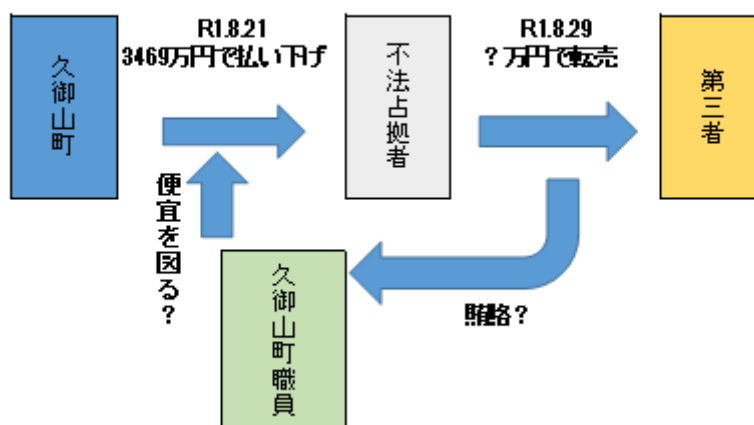 久御山町
R1.8.21
3469万円で払い下げ
不法占拠者
R1.8.29
？万円で転売
第三者
便宜を図る？
久御山町職員
賄賂？